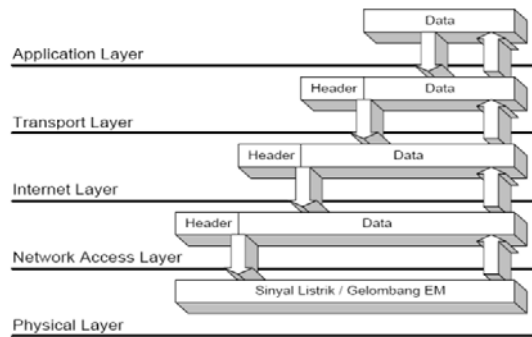 Data
Application Layer
Header Data
Transport Layer
Header Data
Internet Layer
Header Data
Network Access Layer
Sinyal Listrik / Gelombang EM
Physical Layer